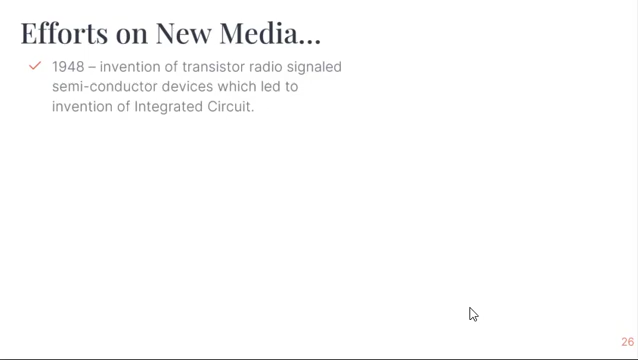 Efforts on New Media...
1948 – invention of transistor radio signaled
semi-conductor devices which led to
invention of Integrated Circuit.
26